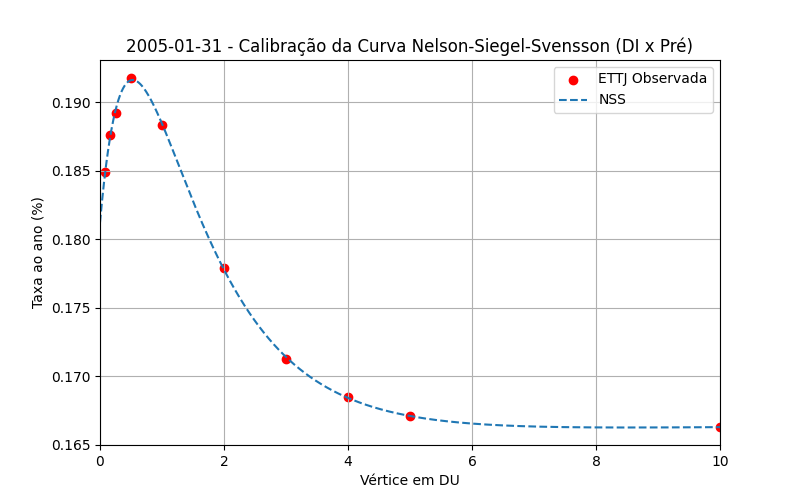 2005-01-31 - Calibração da Curva Nelson-Siegel-Svensson (DI x Pré)
ETTJ Observada
NSS
Taxa ao ano (%)
0.190
0.185
0.180
0.175
0.170
0.165
0 2 4 6 8 10
Vértice em DU